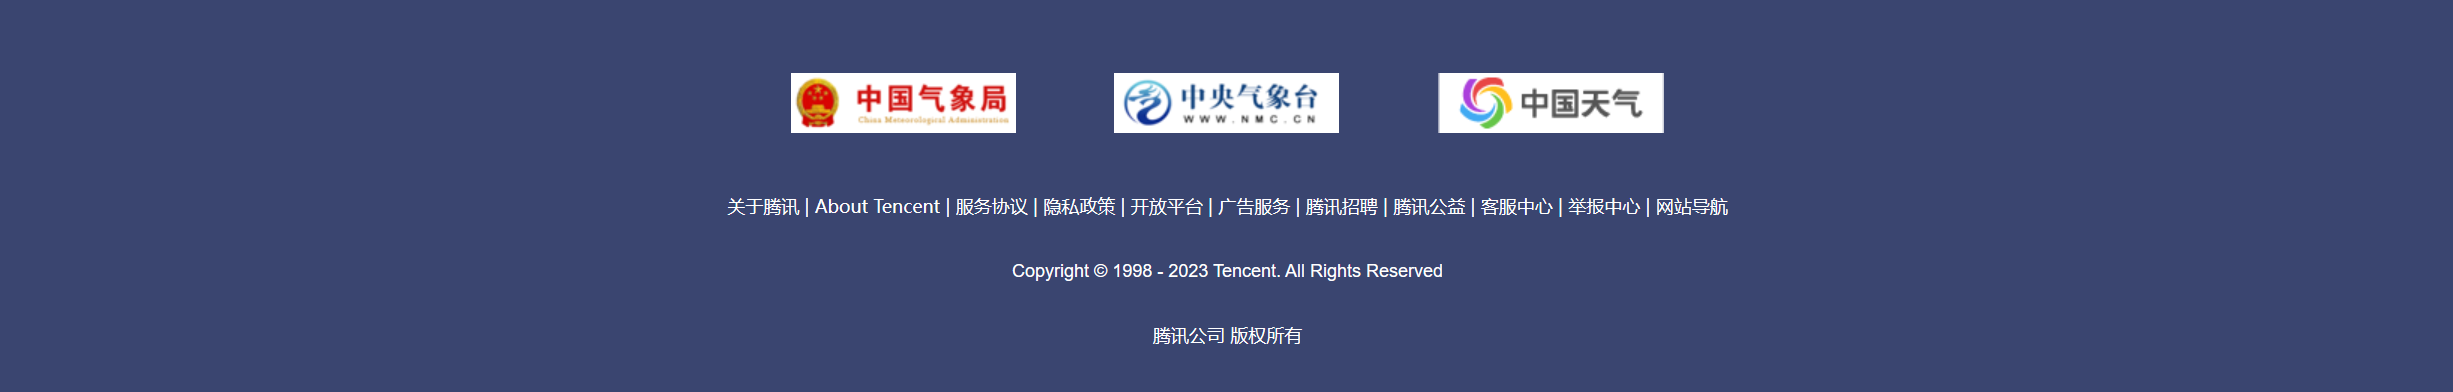 中国气象局
China Meteorological Administration
中央气象台
WWW.NMC.CN
中国天气
关于腾讯 | About Tencent | 服务协议 | 隐私政策 | 开放平台 | 广告服务 | 腾讯招聘 | 腾讯公益 | 客服中心 | 举报中心 | 网站导航
Copyright © 1998 - 2023 Tencent. All Rights Reserved
腾讯公司 版权所有